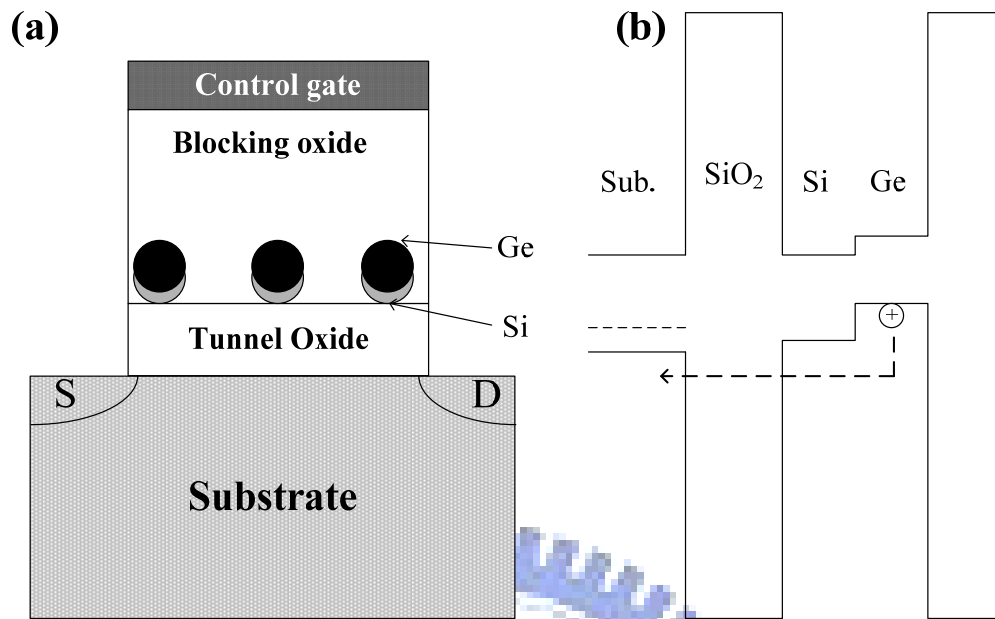 (a)
Control gate
Blocking oxide
Ge
Si
Tunnel Oxide
S
D
Substrate
(b)
Sub.
SiO₂
Si
Ge
+